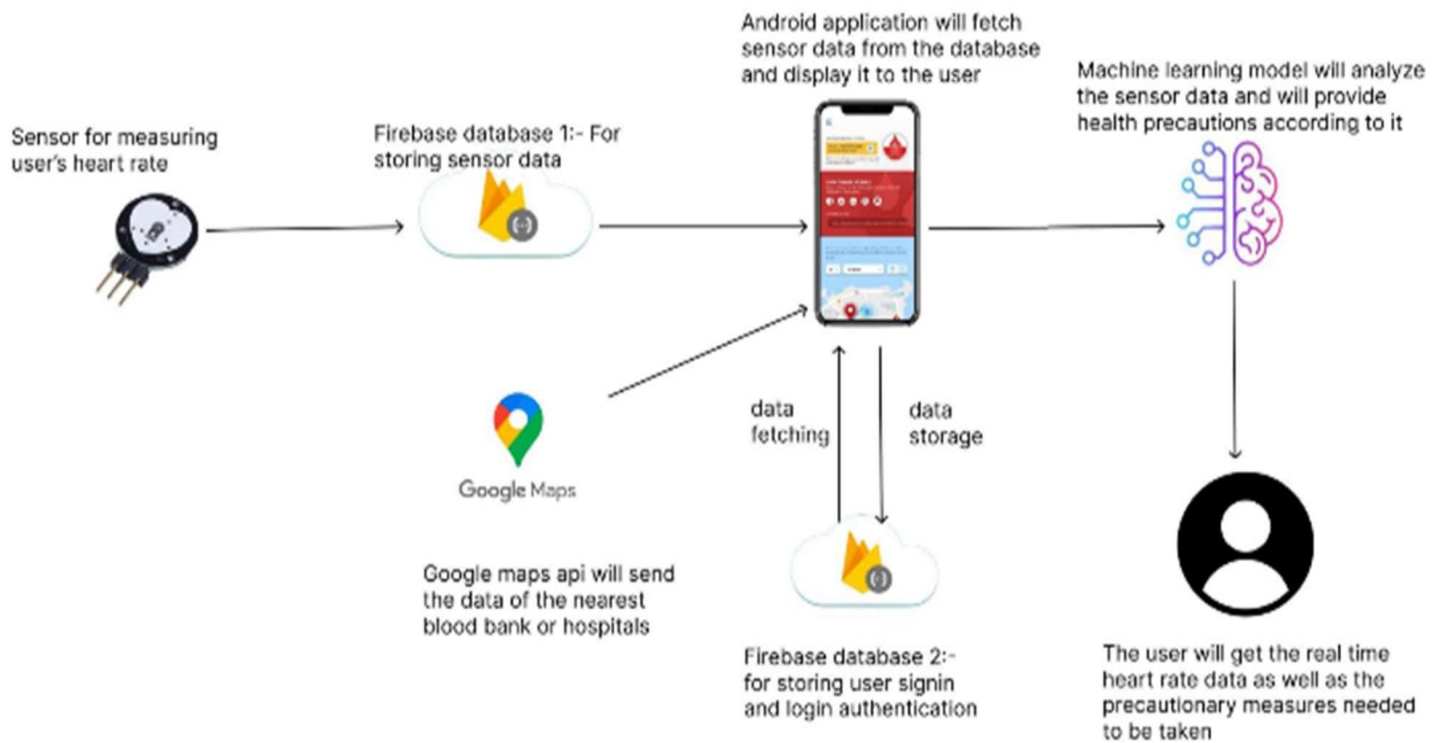 Android application will fetch
sensor data from the database
and display it to the user
Machine learning model will analyze
the sensor data and will provide
health precautions according to it
Sensor for measuring
user's heart rate
Firebase database 1:- For
storing sensor data
data
fetching
data
storage
Google Maps
Google maps api will send
the data of the nearest
blood bank or hospitals
Firebase database 2:-
for storing user signin
and login authentication
The user will get the real time
heart rate data as well as the
precautionary measures needed
to be taken